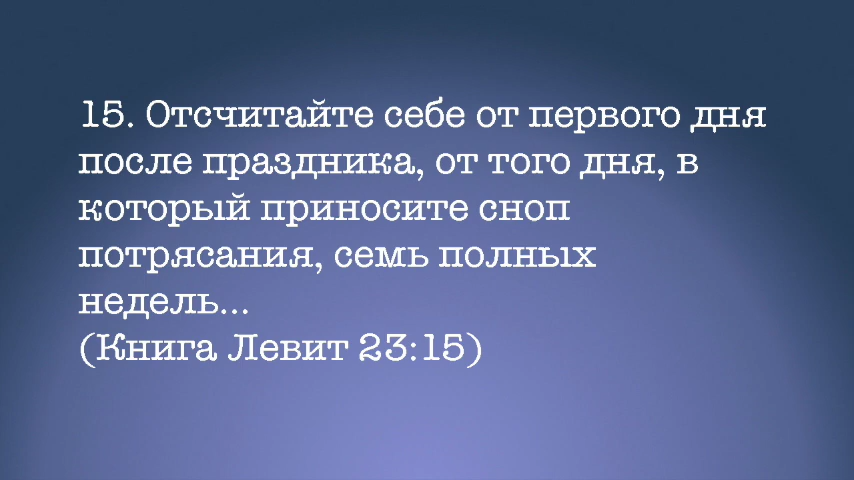 15. Отсчитайте себе от первого дня
после праздника, от того дня, в
который приносите сноп
потрясания, семь полных
недель...
(Книга Левит 23:15)